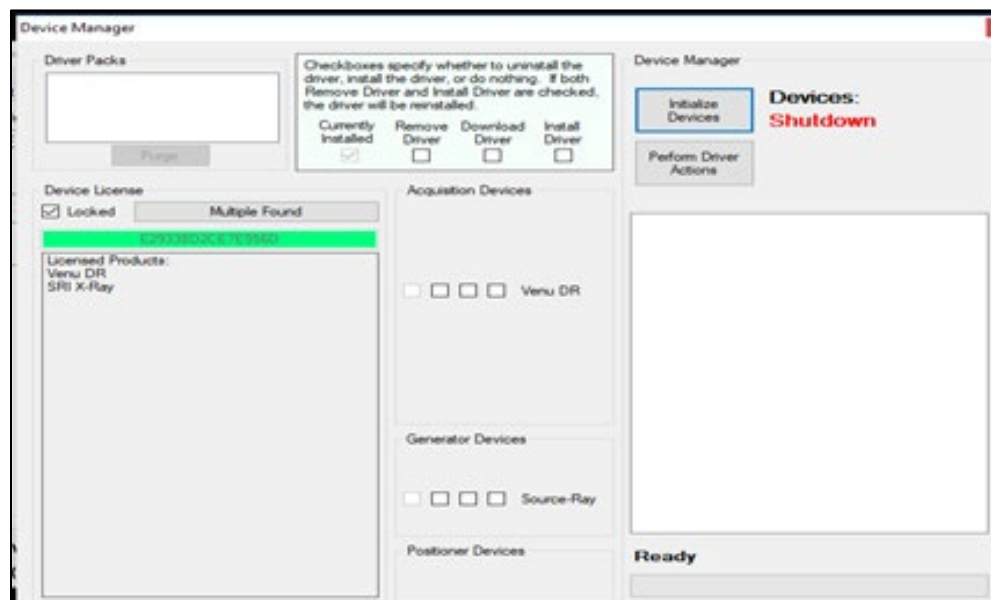 Device Manager
Driver Packs
Purge
Checkboxes specify whether to uninstall the
driver, install the driver, or do nothing. If both
Remove Driver and Install Driver are checked,
the driver will be reinstalled.
Currently Installed
Remove Driver
Download Driver
Install Driver
Device Manager
Initialize
Devices
Devices:
Shutdown
Perform Driver
Actions
Device License
Locked
Multiple Found
Licensed Products:
Venu DR
SRI X-Ray
Acquisition Devices
Venu DR
Generator Devices
Source-Ray
Positioner Devices
Ready